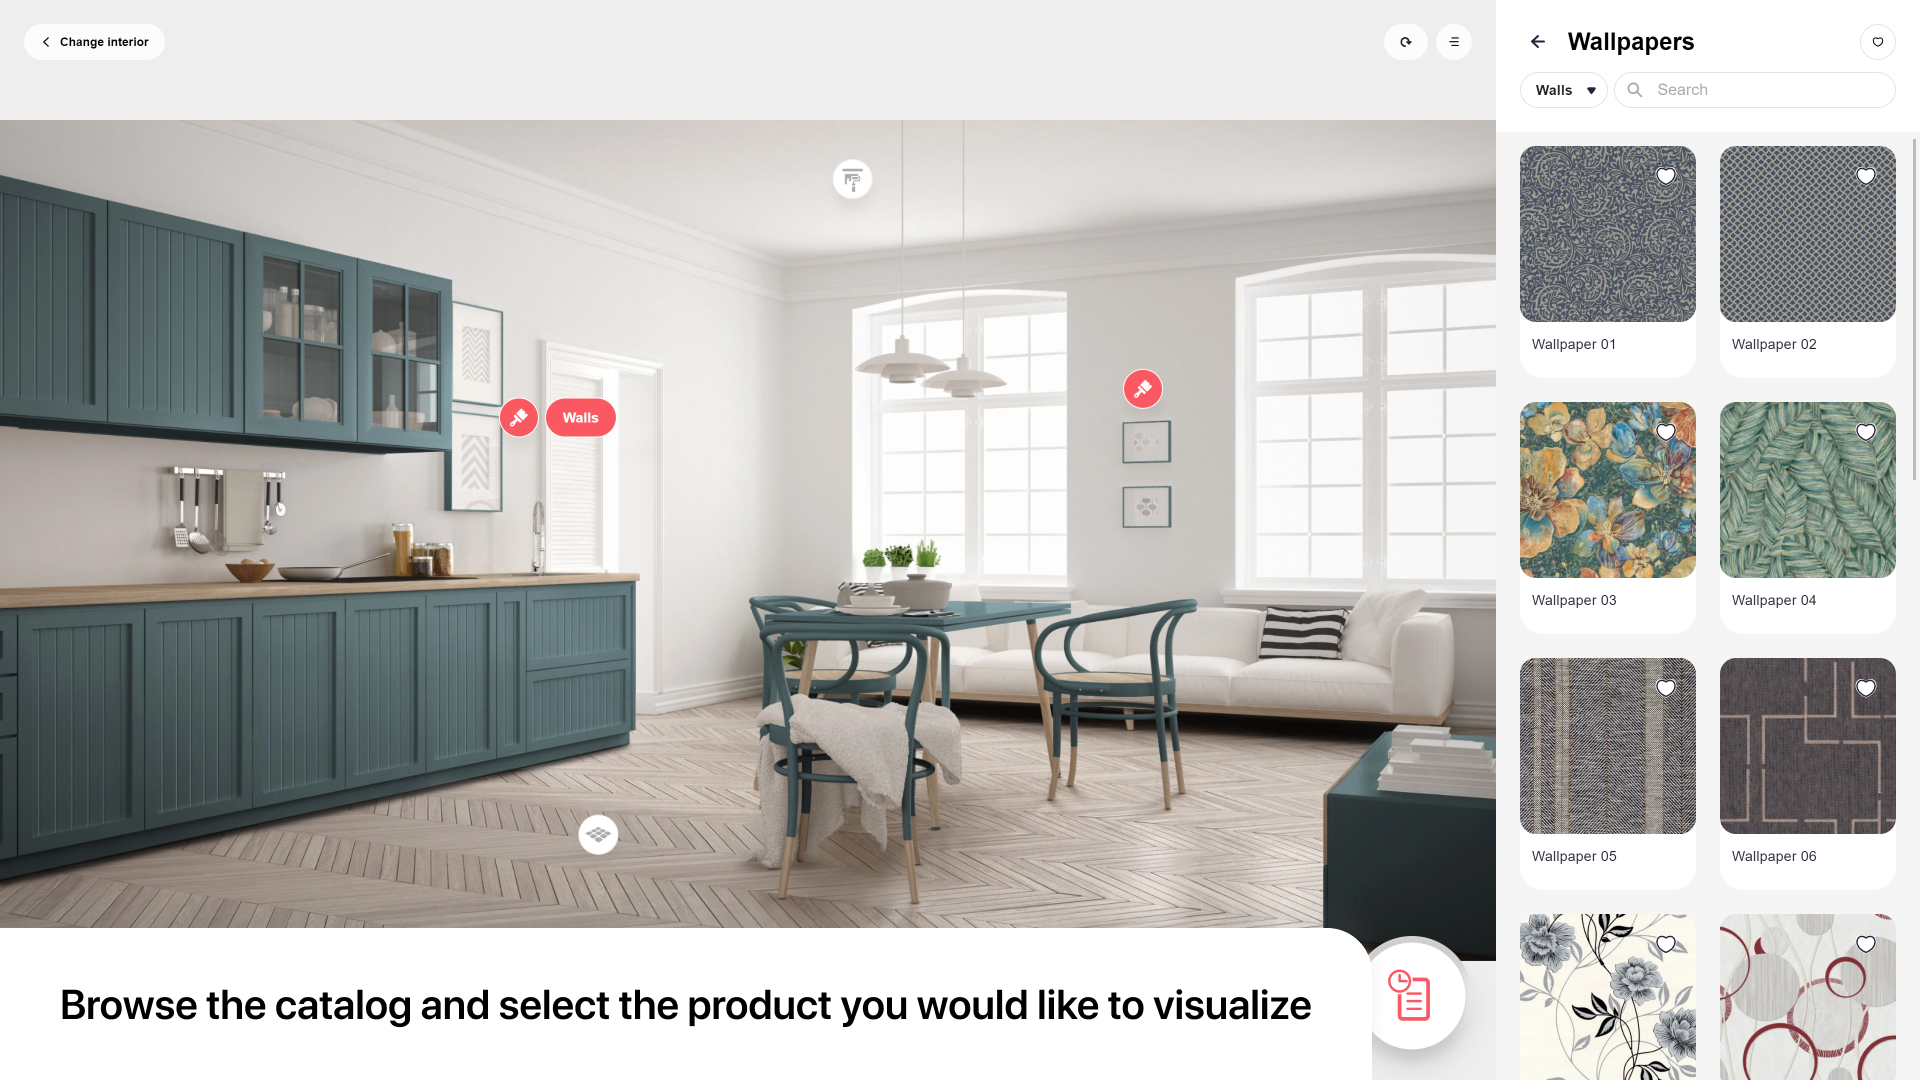 Change interior
Wallpapers
Walls
Search
Walls
Wallpaper 01
Wallpaper 02
Wallpaper 03
Wallpaper 04
Wallpaper 05
Wallpaper 06
Browse the catalog and select the product you would like to visualize